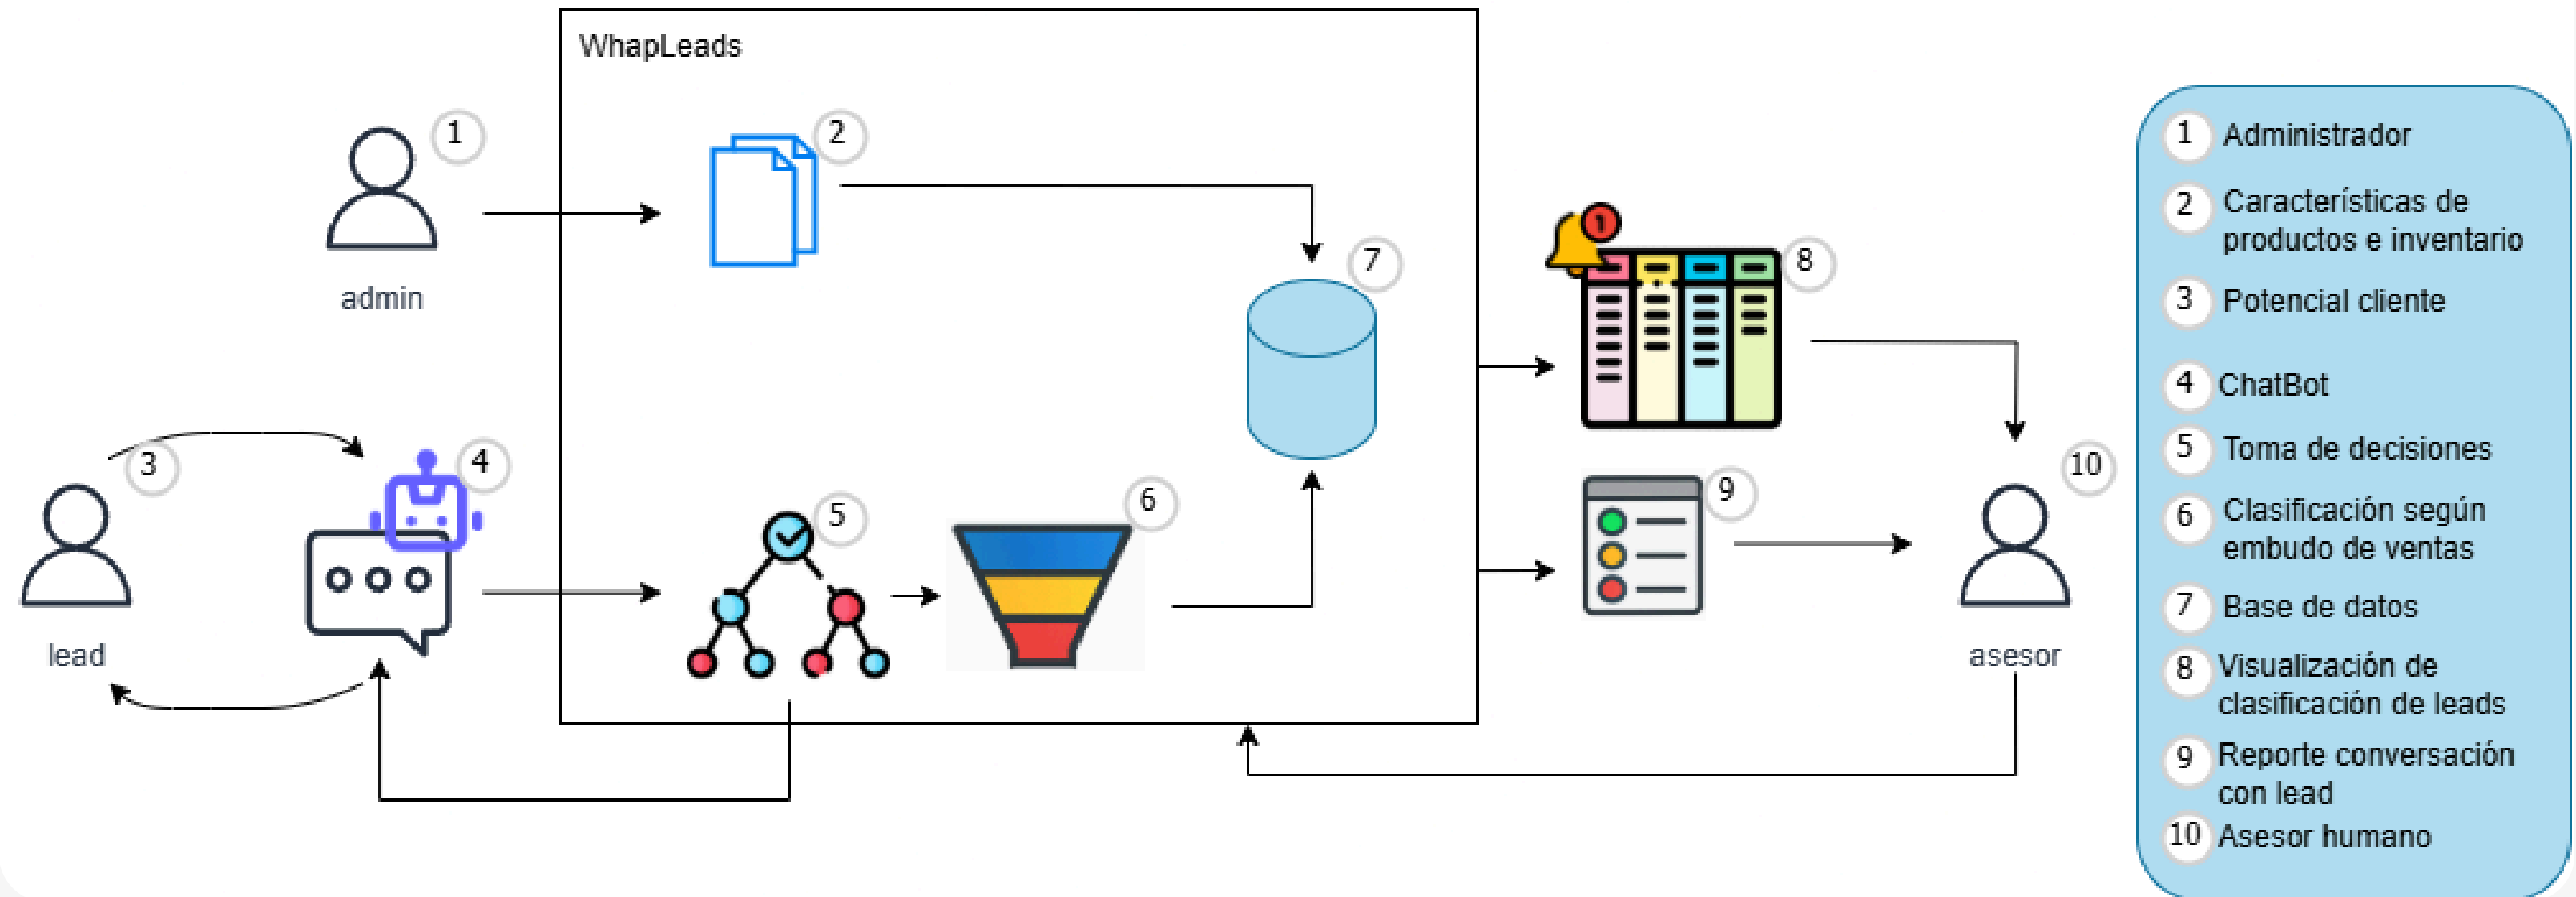 WhapLeads
1
2
admin
7
1
8
3
4
lead
5
6
9
10
asesor
1 Administrador
2 Características de
productos e inventario
3 Potencial cliente
4 ChatBot
5 Toma de decisiones
6 Clasificación según
embudo de ventas
7 Base de datos
8 Visualización de
clasificación de leads
9 Reporte conversación
con lead
10 Asesor humano